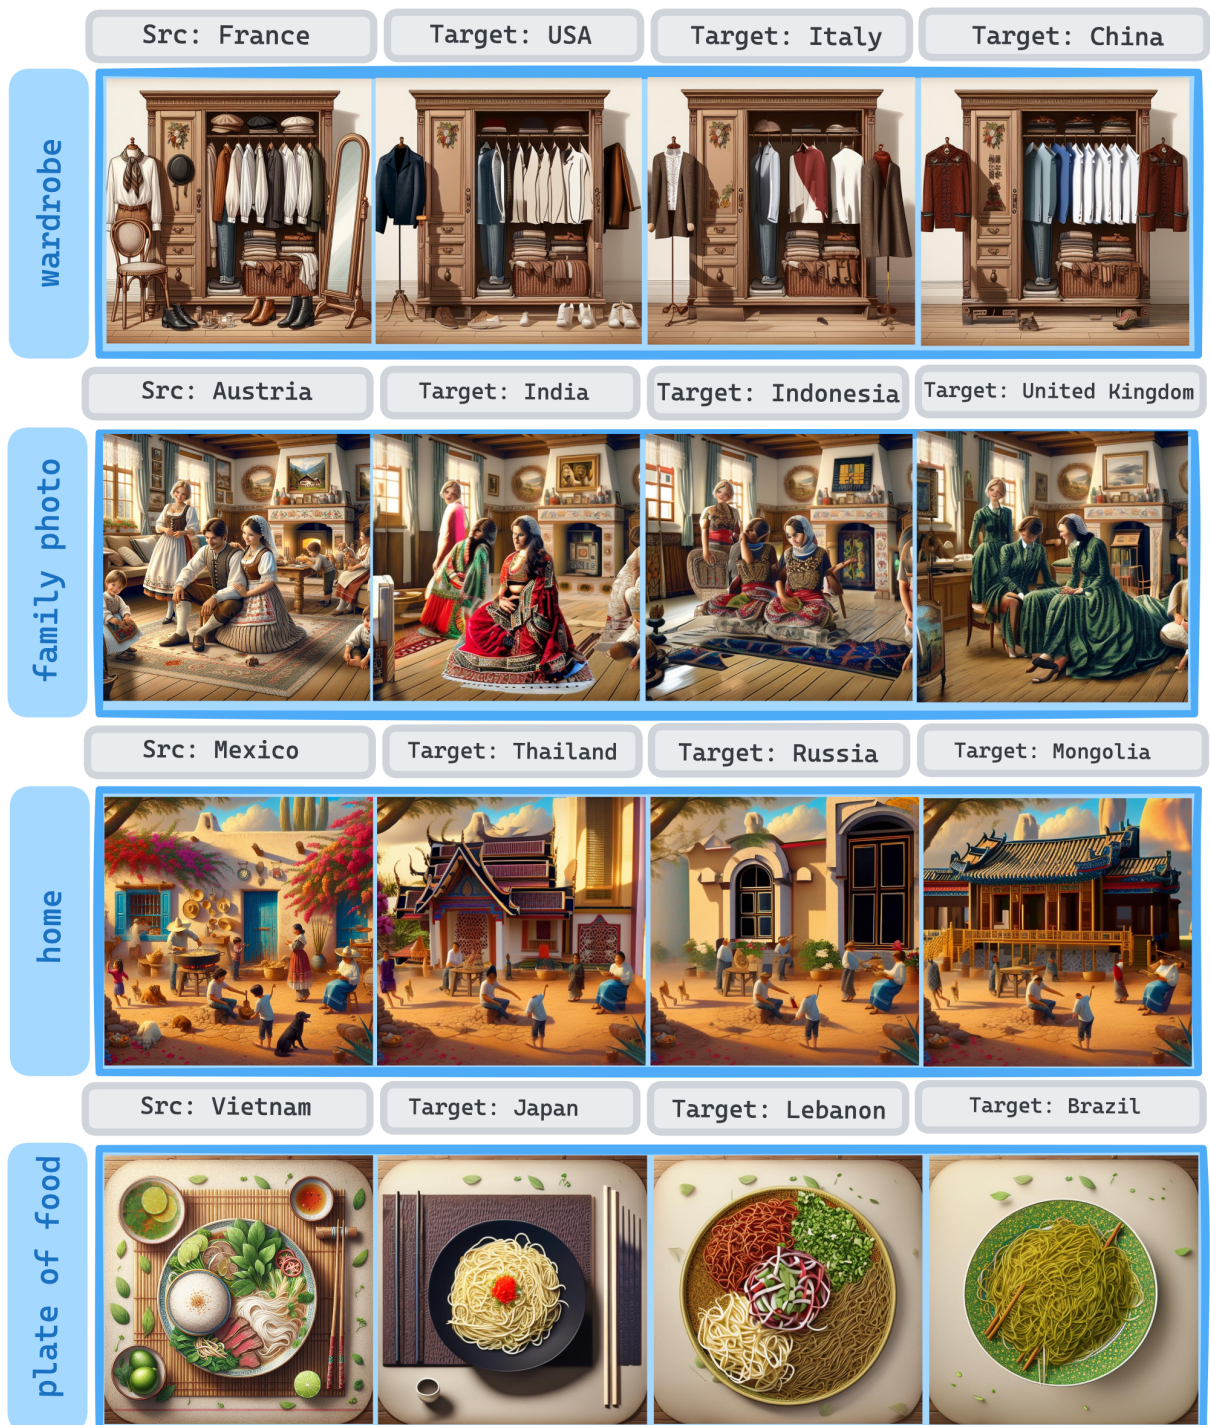 Src: France
Target: USA
Target: Italy
Target: China
wardrobe
Src: Austria
Target: India
Target: Indonesia
Target: United Kingdom
family photo
Src: Mexico
Target: Thailand
Target: Russia
Target: Mongolia
home
Src: Vietnam
Target: Japan
Target: Lebanon
Target: Brazil
plate of food